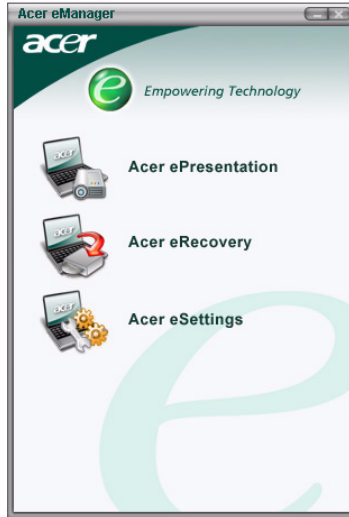 Acer eManager
acer
e
Empowering Technology
Acer ePresentation
Acer eRecovery
Acer eSettings
e